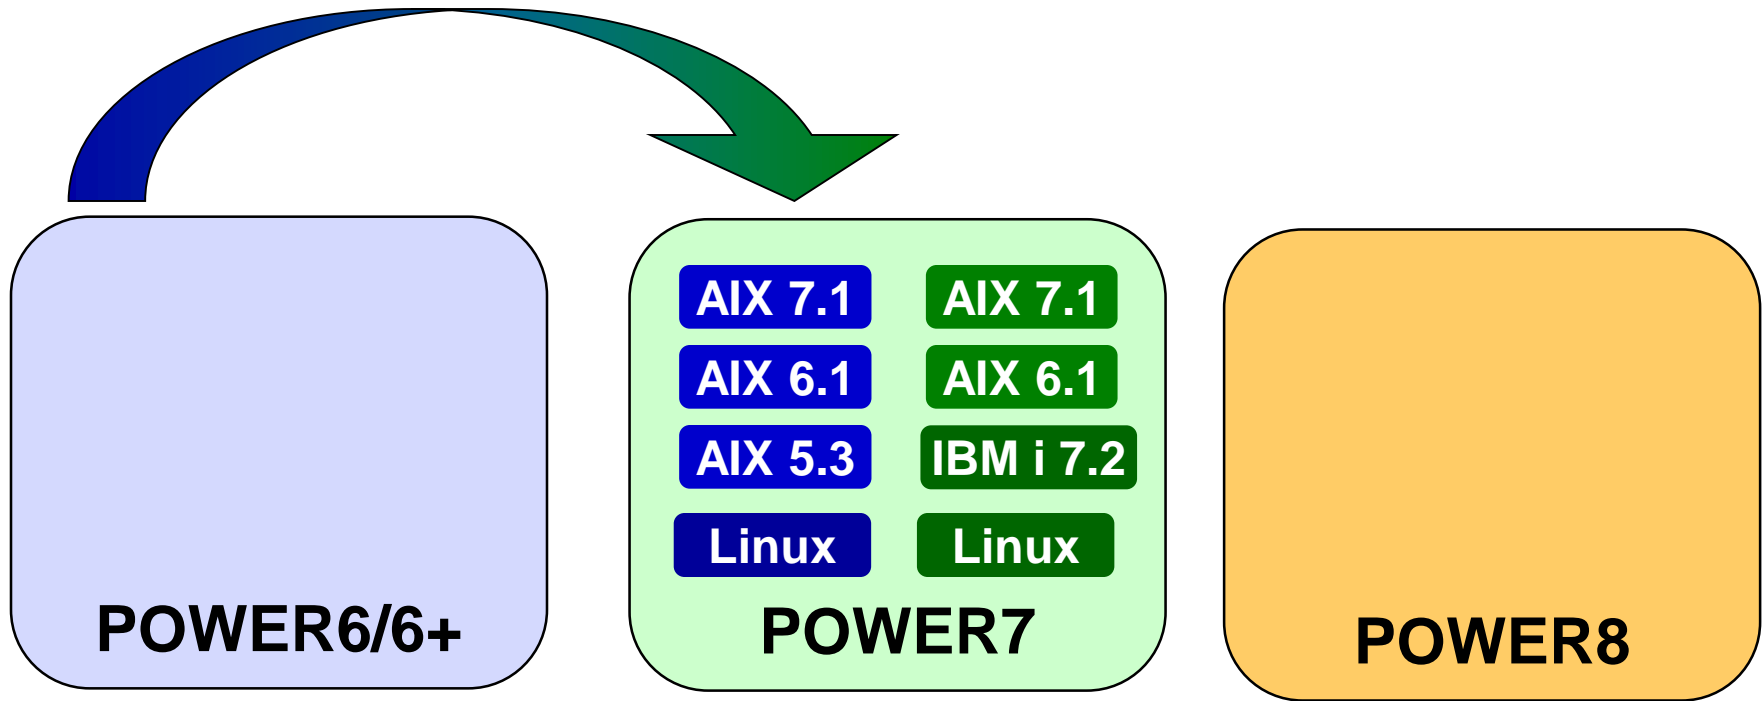 AIX 7.1 AIX 7.1
AIX 6.1 AIX 6.1
AIX 5.3 IBM i 7.2
Linux Linux
POWER6/6+ POWER7 POWER8